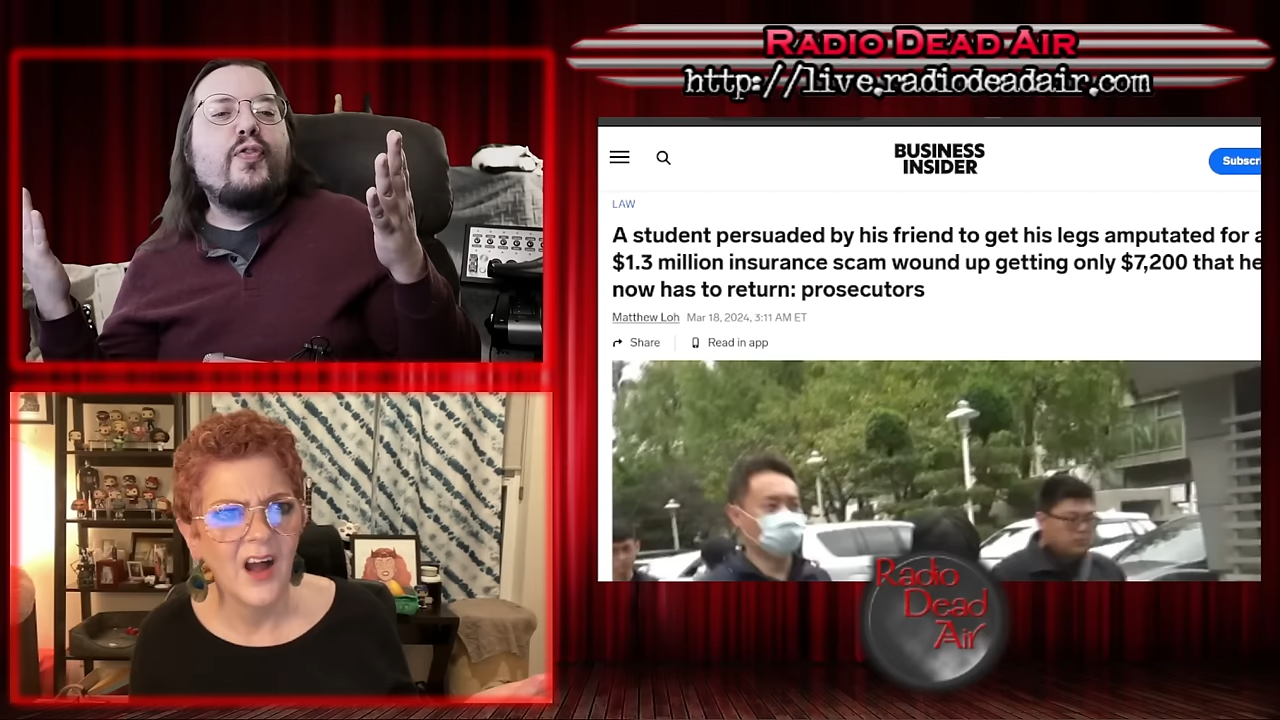 Radio Dead Air
http://live.radiodeadair.com
BUSINESS
INSIDER
Subscr
LAW
A student persuaded by his friend to get his legs amputated for a
$1.3 million insurance scam wound up getting only $7,200 that he
now has to return: prosecutors
Matthew Loh Mar 18, 2024, 3:11 AM ET
Share Read in app
Radio
Dead
Air